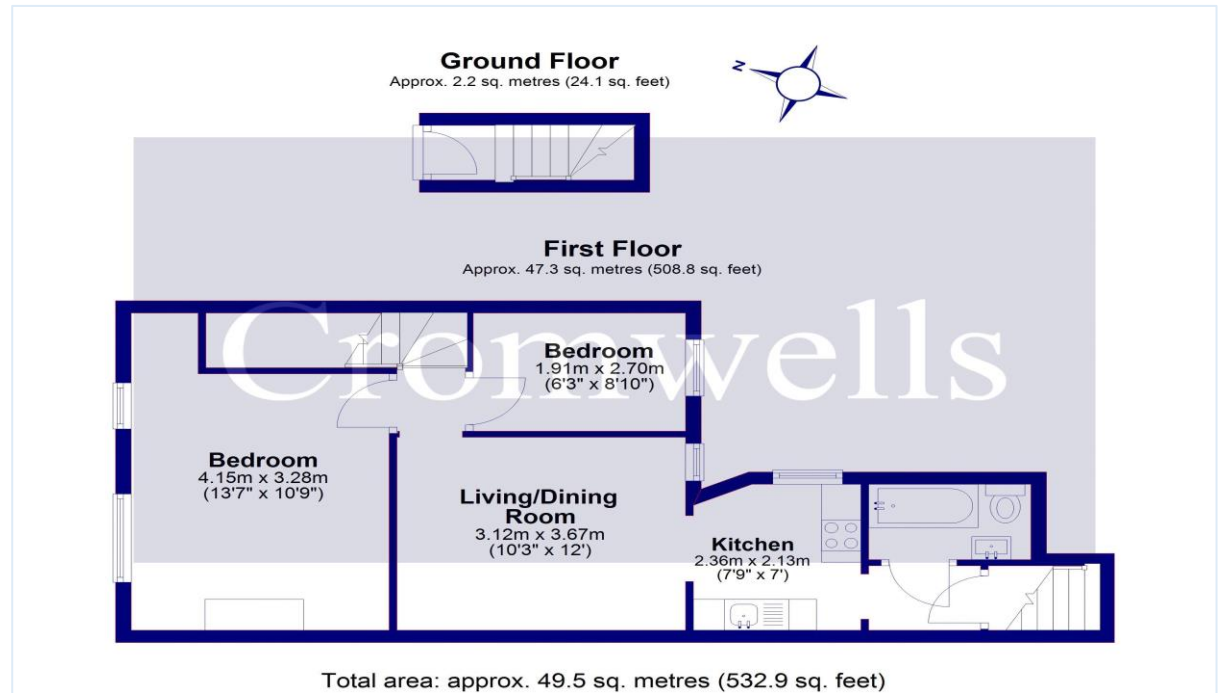 Ground Floor
Approx. 2.2 sq. metres (24.1 sq. feet)
N
First Floor
Approx. 47.3 sq. metres (508.8 sq. feet)
Cromwells
Bedroom
1.91m x 2.70m
(6'3" x 8'10")
Bedroom
4.15m x 3.28m
(13'7" x 10'9")
Living/Dining
Room
3.12m x 3.67m
(10'3" x 12')
Kitchen
2.36m x 2.13m
(7'9" x 7')
Total area: approx. 49.5 sq. metres (532.9 sq. feet)